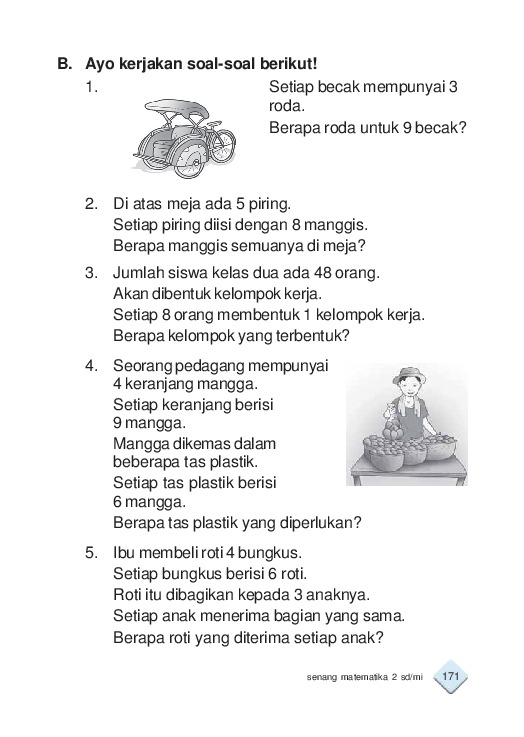 B. Ayo kerjakan soal-soal berikut!
1. Setiap becak mempunyai 3
roda.
Berapa roda untuk 9 becak?
2. Di atas meja ada 5 piring.
Setiap piring diisi dengan 8 manggis.
Berapa manggis semuanya di meja?
3. Jumlah siswa kelas dua ada 48 orang.
Akan dibentuk kelompok kerja.
Setiap 8 orang membentuk 1 kelompok kerja.
Berapa kelompok yang terbentuk?
4. Seorang pedagang mempunyai
4 keranjang mangga.
Setiap keranjang berisi
9 mangga.
Mangga dikemas dalam
beberapa tas plastik.
Setiap tas plastik berisi
6 mangga.
Berapa tas plastik yang diperlukan?
5. Ibu membeli roti 4 bungkus.
Setiap bungkus berisi 6 roti.
Roti itu dibagikan kepada 3 anaknya.
Setiap anak menerima bagian yang sama.
Berapa roti yang diterima setiap anak?
senang matematika 2 sd/mi 171